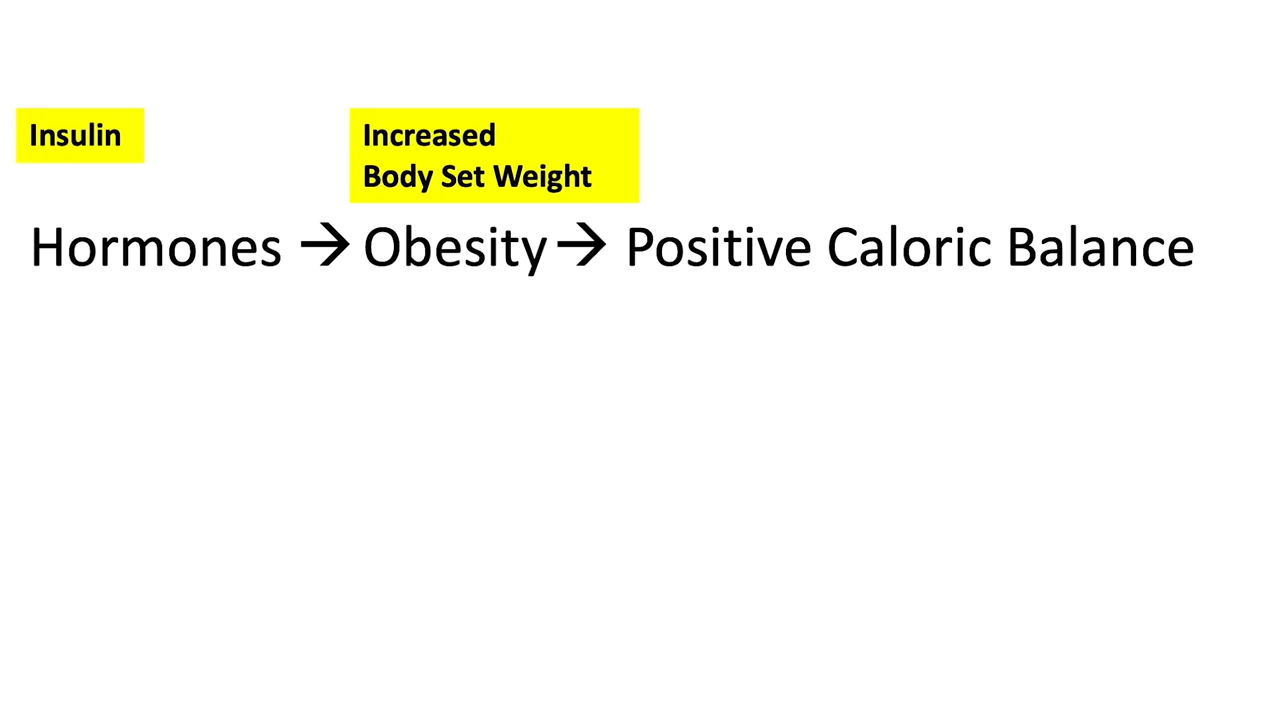 Insulin
Increased
Body Set Weight
Hormones → Obesity → Positive Caloric Balance